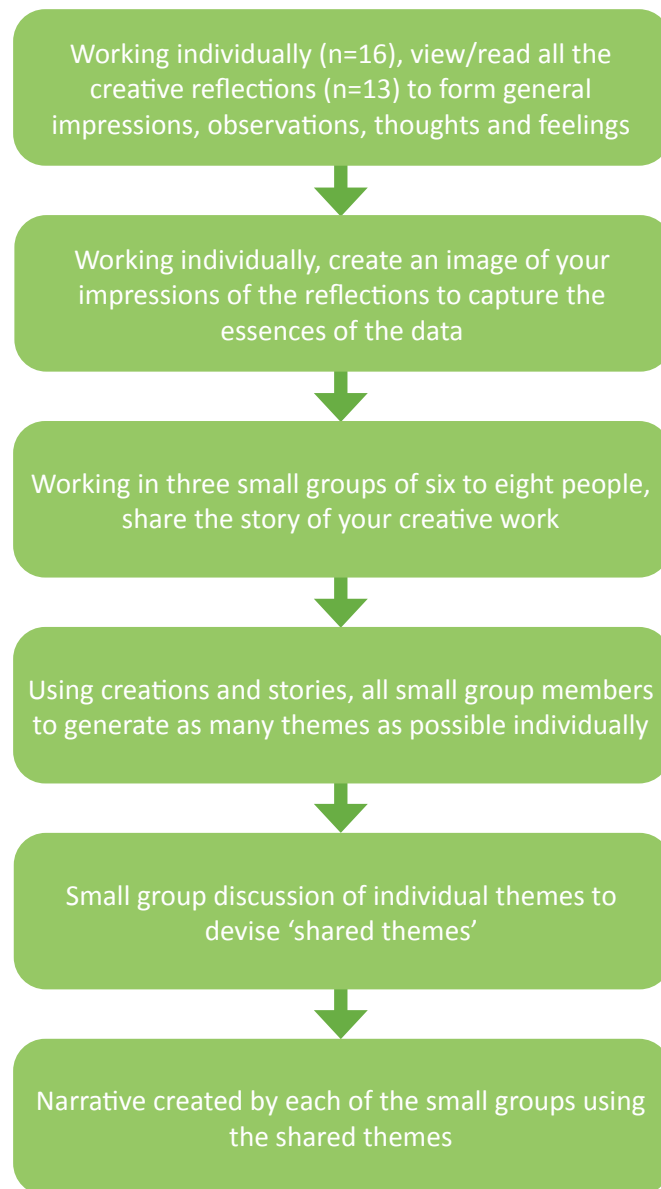 Working individually (n=16), view/read all the
creative reflections (n=13) to form general
impressions, observations, thoughts and feelings
Working individually, create an image of your
impressions of the reflections to capture the
essences of the data
Working in three small groups of six to eight people,
share the story of your creative work
Using creations and stories, all small group members
to generate as many themes as possible individually
Small group discussion of individual themes to
devise ‘shared themes’
Narrative created by each of the small groups using
the shared themes